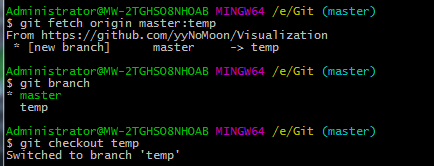 Administrator@MW-2TGHSO8NHOAB MINGW64 /e/Git (master)
$ git fetch origin master:temp
From https://github.com/yyNoMoon/Visualization
 * [new branch]      master     -> temp
Administrator@MW-2TGHSO8NHOAB MINGW64 /e/Git (master)
$ git branch
* master
  temp
Administrator@MW-2TGHSO8NHOAB MINGW64 /e/Git (master)
$ git checkout temp
Switched to branch 'temp'